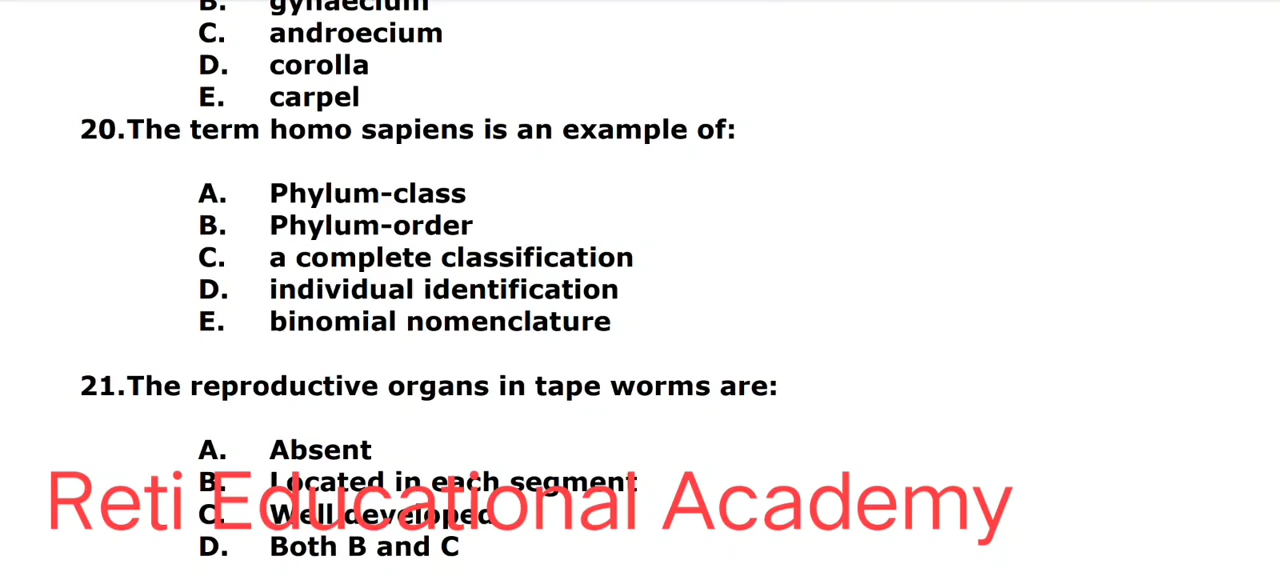 B. gynaecium
C. androecium
D. corolla
E. carpel
20.The term homo sapiens is an example of:
A. Phylum-class
B. Phylum-order
C. a complete classification
D. individual identification
E. binomial nomenclature
21.The reproductive organs in tape worms are:
A. Absent
B. Located in each segment
Reti Educational Academy
C. Well developed
D. Both B and C